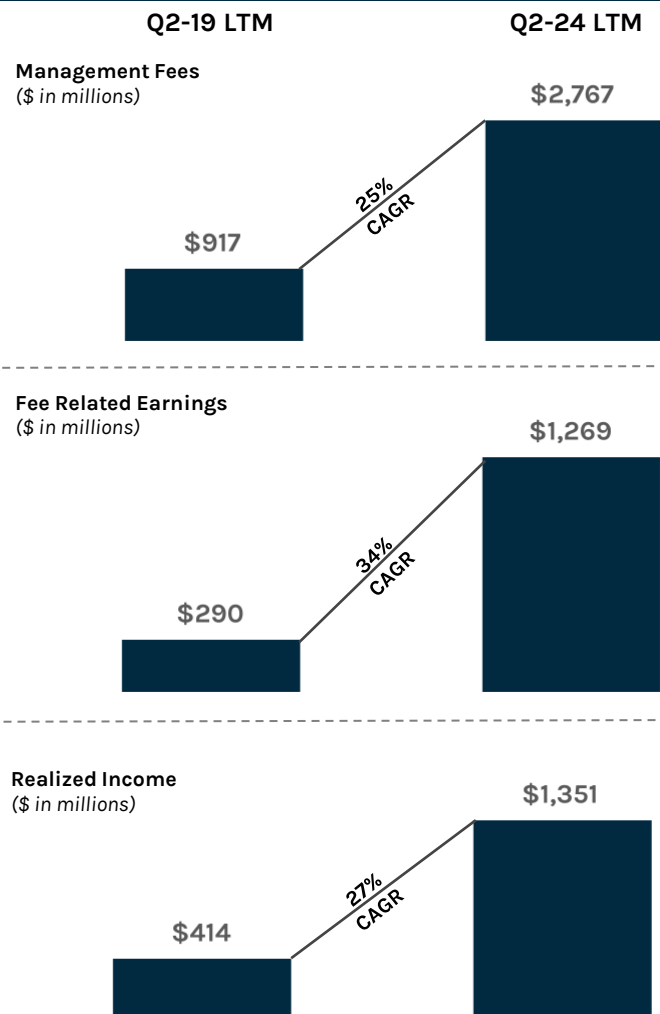 Q2-19 LTM
Q2-24 LTM
Management Fees
($ in millions)
$2,767
25%
CAGR
$917
Fee Related Earnings
($ in millions)
$1,269
34%
CAGR
$290
Realized Income
($ in millions)
$1,351
27%
CAGR
$414